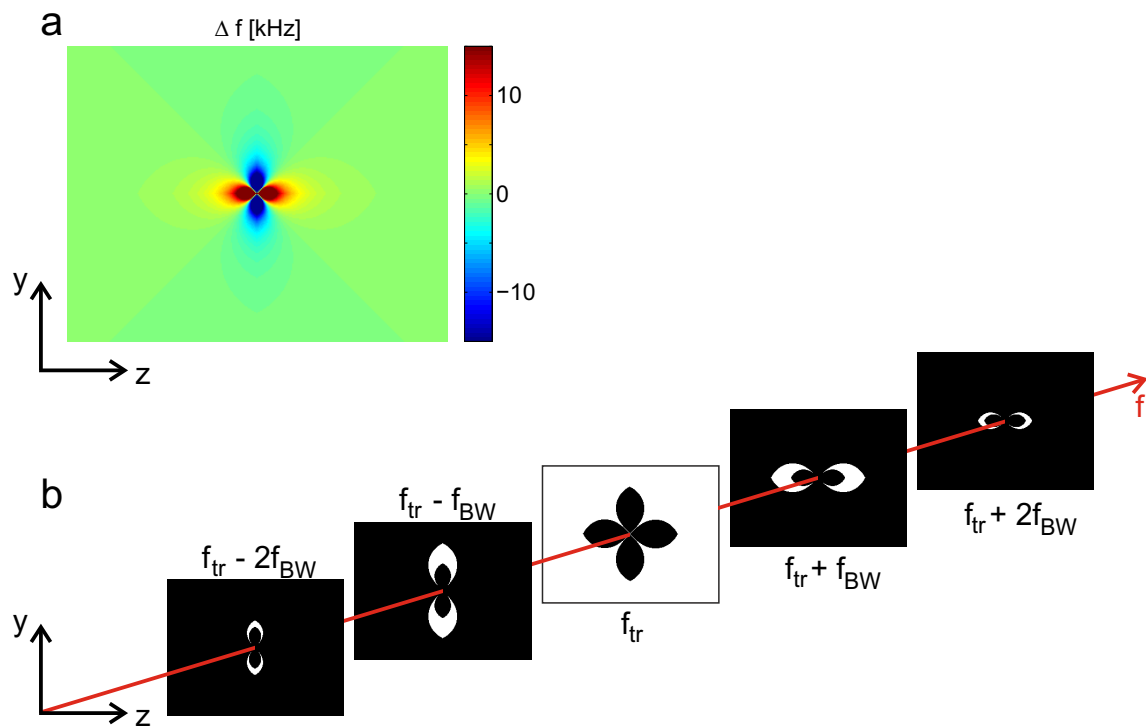 a
Δ f [kHz]
10
0
−10
y
z
f
b
f_tr - 2f_BW
f_tr - f_BW
f_tr
f_tr + f_BW
f_tr + 2f_BW
y
z